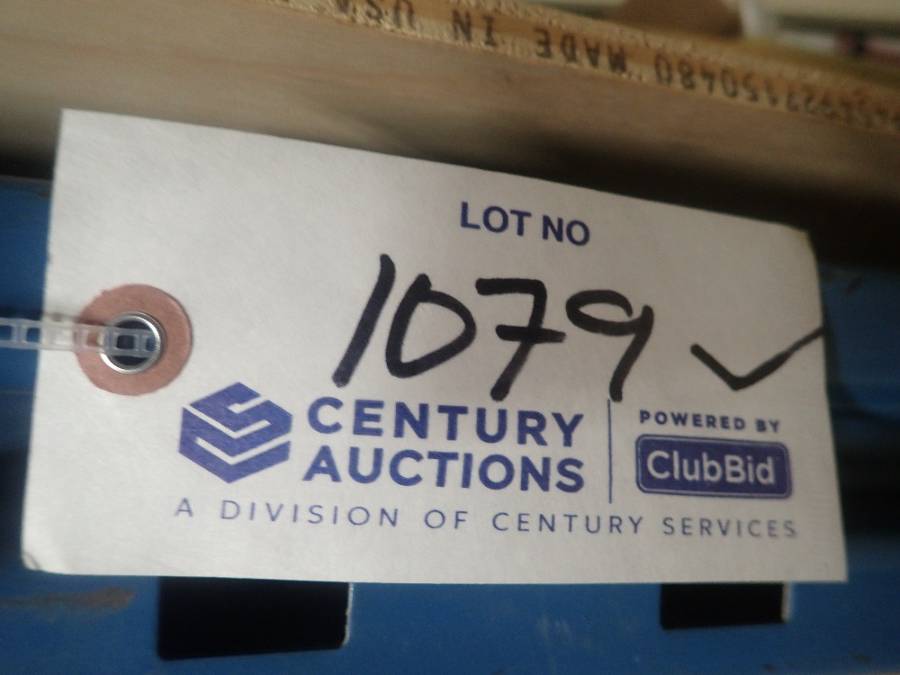 MADE IN USA
LOT NO
1079
CENTURY
AUCTIONS
A DIVISION OF CENTURY SERVICES
POWERED BY
ClubBid